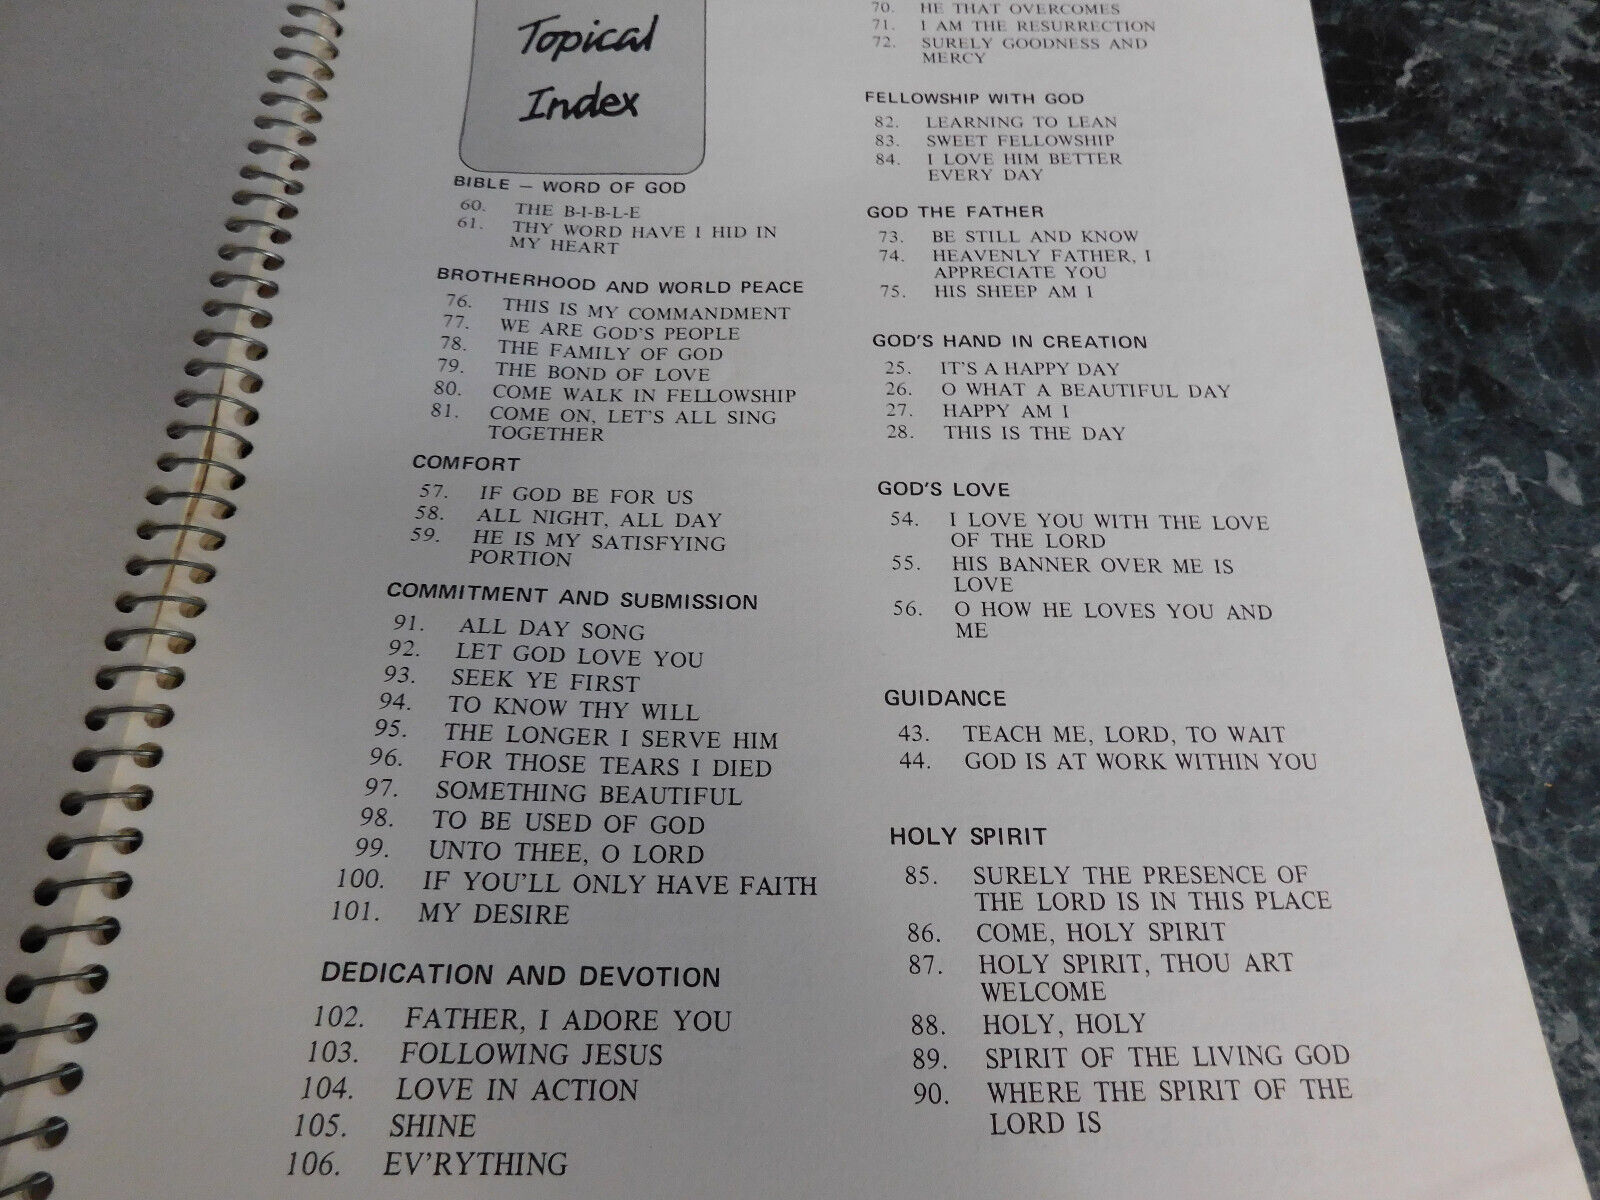 Topical
Index
BIBLE — WORD OF GOD
60. THE B-I-B-L-E
61. THY WORD HAVE I HID IN
MY HEART
BROTHERHOOD AND WORLD PEACE
76. THIS IS MY COMMANDMENT
77. WE ARE GOD'S PEOPLE
78. THE FAMILY OF GOD
79. THE BOND OF LOVE
80. COME WALK IN FELLOWSHIP
81. COME ON, LET'S ALL SING
TOGETHER
COMFORT
57. IF GOD BE FOR US
58. ALL NIGHT, ALL DAY
59. HE IS MY SATISFYING
PORTION
COMMITMENT AND SUBMISSION
91. ALL DAY SONG
92. LET GOD LOVE YOU
93. SEEK YE FIRST
94. TO KNOW THY WILL
95. THE LONGER I SERVE HIM
96. FOR THOSE TEARS I DIED
97. SOMETHING BEAUTIFUL
98. TO BE USED OF GOD
99. UNTO THEE, O LORD
100. IF YOU'LL ONLY HAVE FAITH
101. MY DESIRE
DEDICATION AND DEVOTION
102. FATHER, I ADORE YOU
103. FOLLOWING JESUS
104. LOVE IN ACTION
105. SHINE
106. EV'RYTHING
70. HE THAT OVERCOMES
71. I AM THE RESURRECTION
72. SURELY GOODNESS AND
MERCY
FELLOWSHIP WITH GOD
82. LEARNING TO LEAN
83. SWEET FELLOWSHIP
84. I LOVE HIM BETTER
EVERY DAY
GOD THE FATHER
73. BE STILL AND KNOW
74. HEAVENLY FATHER, I
APPRECIATE YOU
75. HIS SHEEP AM I
GOD'S HAND IN CREATION
25. IT'S A HAPPY DAY
26. O WHAT A BEAUTIFUL DAY
27. HAPPY AM I
28. THIS IS THE DAY
GOD'S LOVE
54. I LOVE YOU WITH THE LOVE
OF THE LORD
55. HIS BANNER OVER ME IS
LOVE
56. O HOW HE LOVES YOU AND
ME
GUIDANCE
43. TEACH ME, LORD, TO WAIT
44. GOD IS AT WORK WITHIN YOU
HOLY SPIRIT
85. SURELY THE PRESENCE OF
THE LORD IS IN THIS PLACE
86. COME, HOLY SPIRIT
87. HOLY SPIRIT, THOU ART
WELCOME
88. HOLY, HOLY
89. SPIRIT OF THE LIVING GOD
90. WHERE THE SPIRIT OF THE
LORD IS